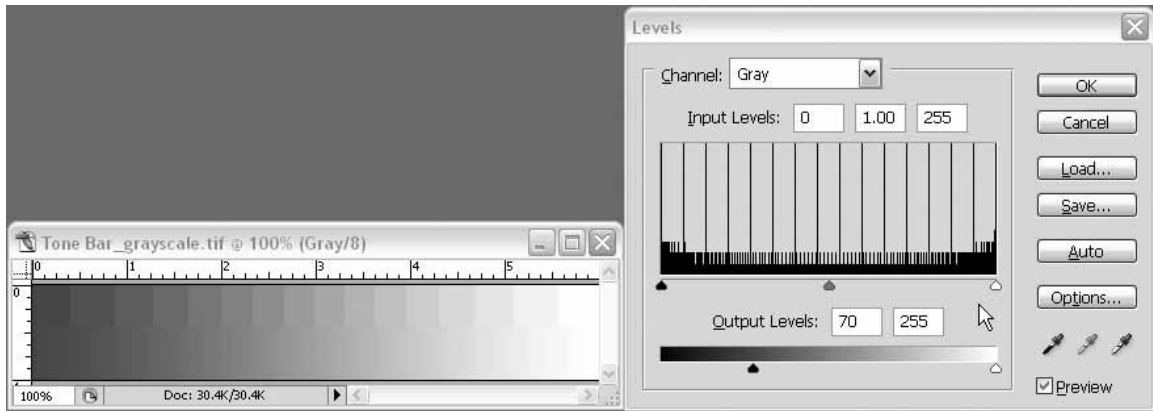 Levels
Channel: Gray
Input Levels: 0 1.00 255
Output Levels: 70 255
OK
Cancel
Load...
Save...
Auto
Options...
Preview
Tone Bar_grayscale.tif @ 100% (Gray/8)
0 1 2 3 4 5
0
100% Doc: 30.4K/30.4K